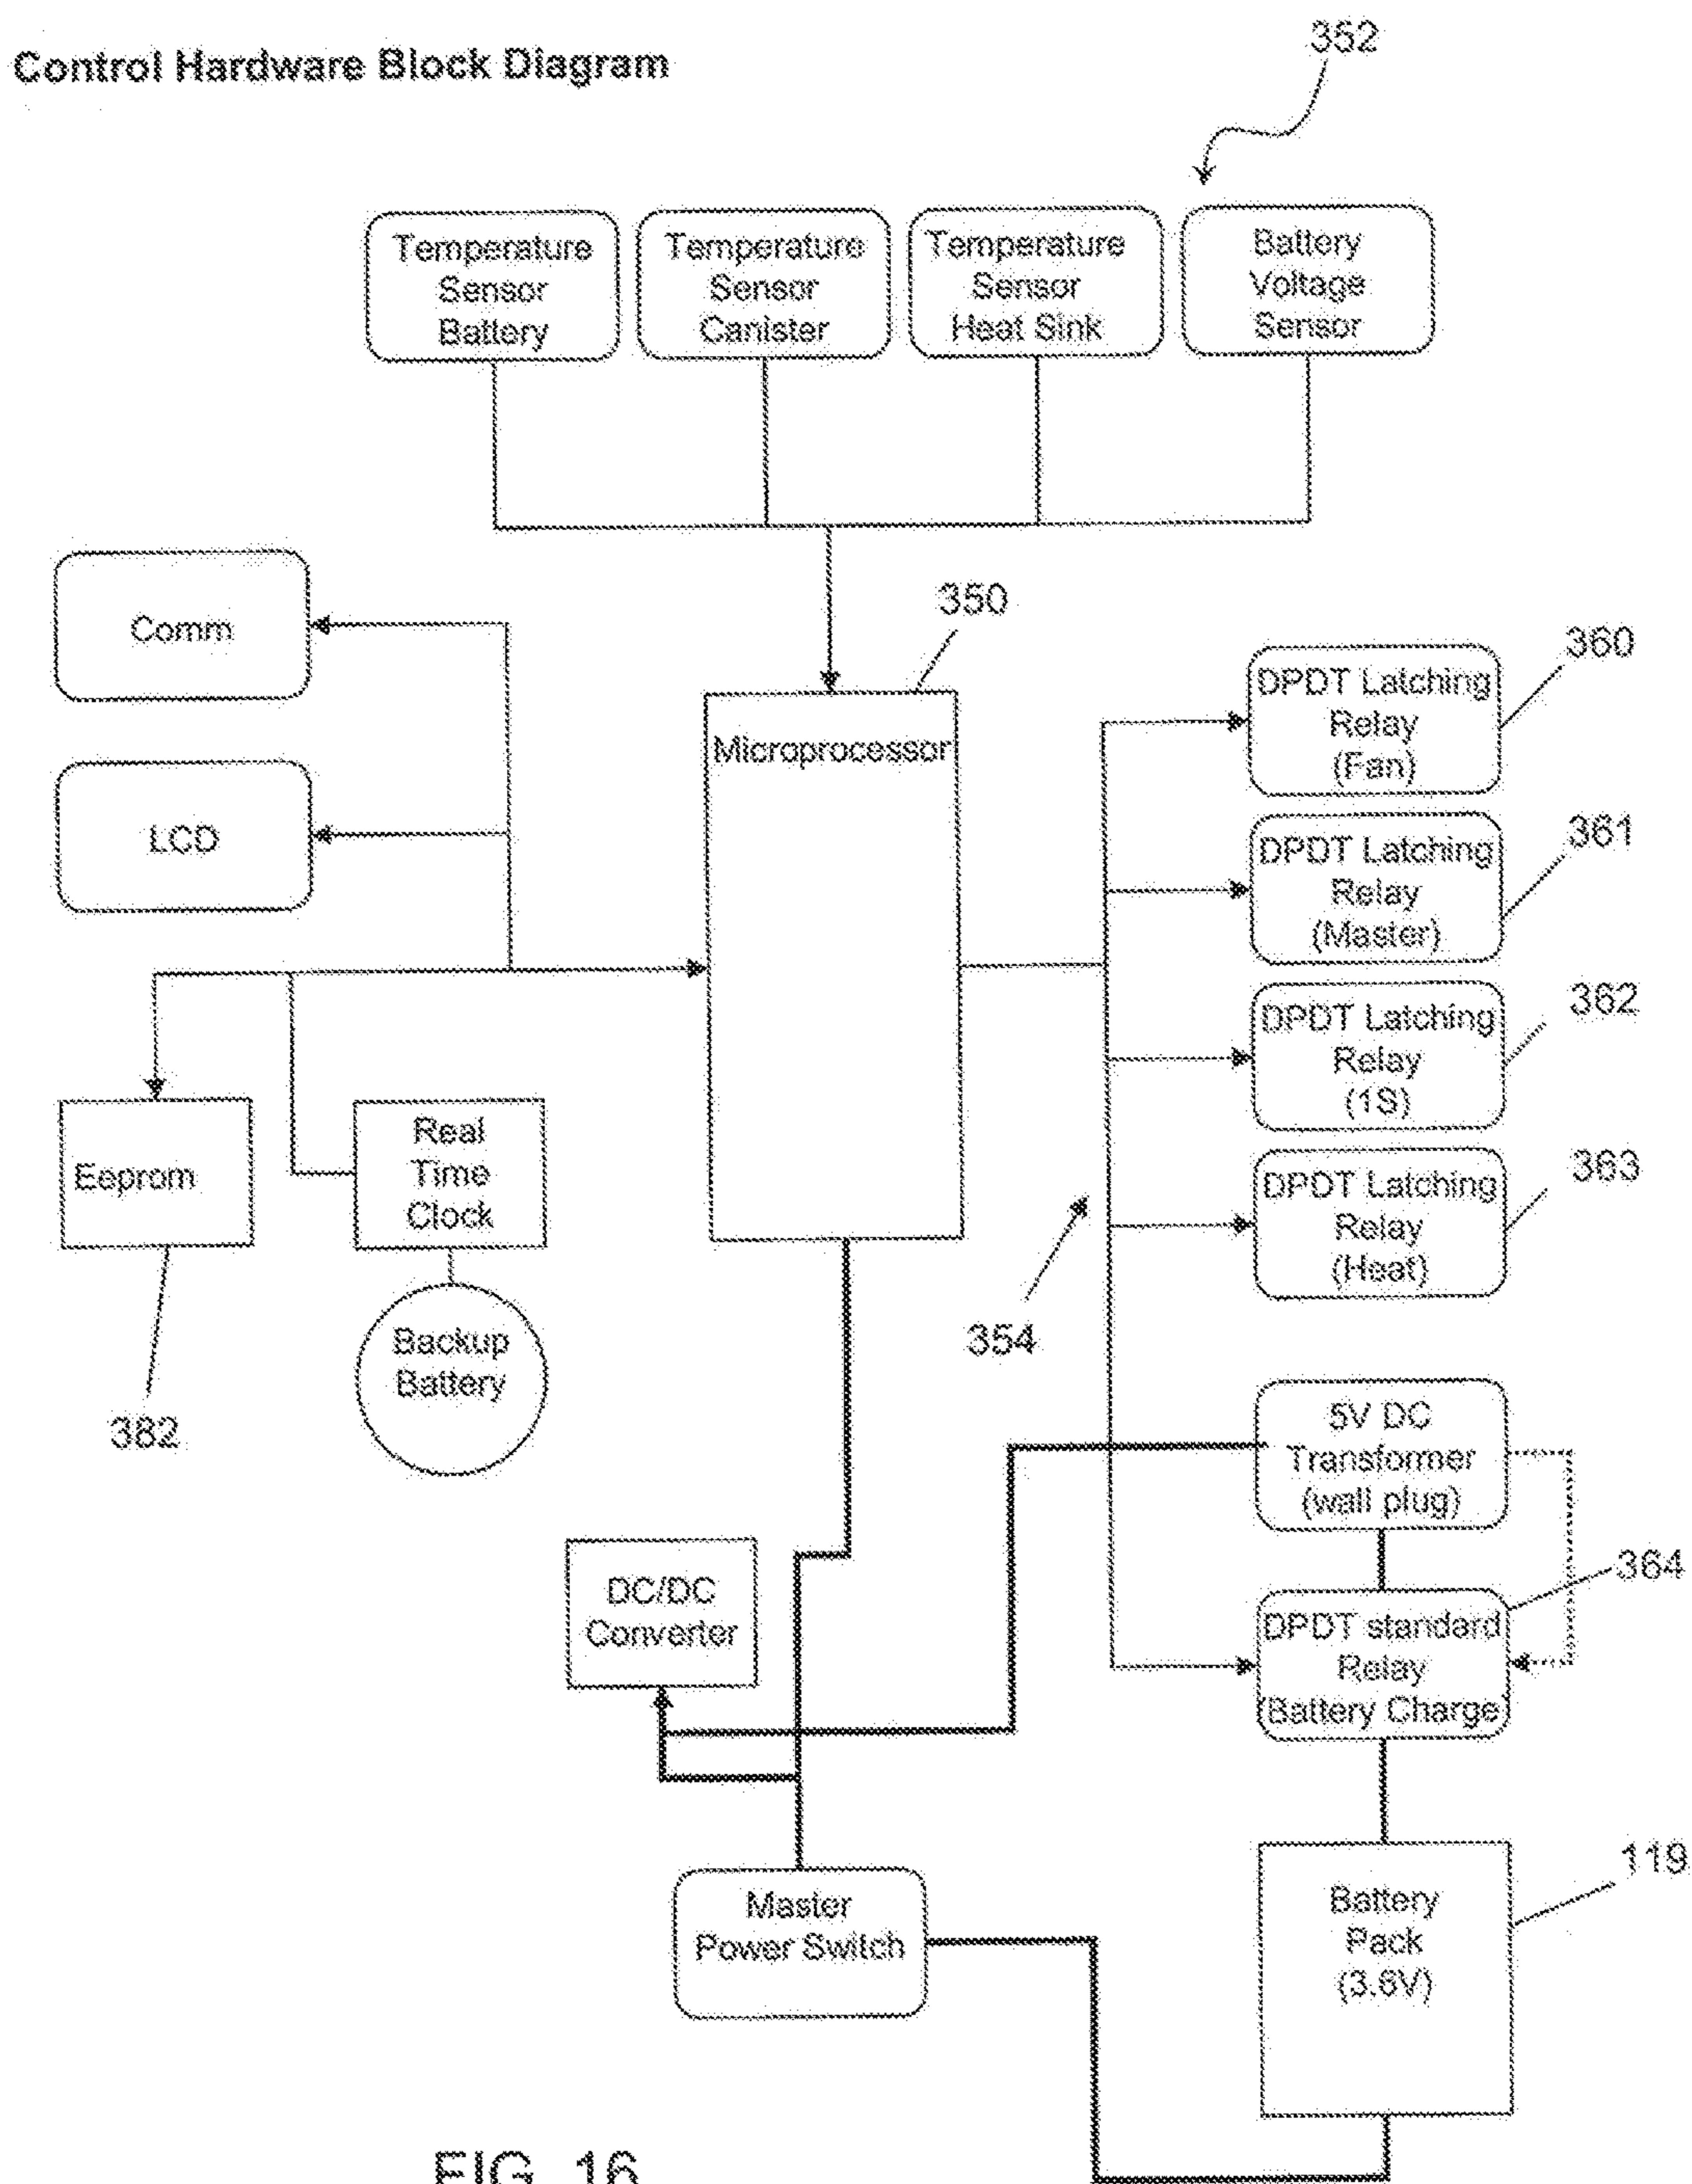 Control Hardware Block Diagram
352
Temperature
Sensor
Battery
Temperature
Sensor
Canister
Temperature
Sensor
Heat Sink
Battery
Voltage
Sensor
Comm
LCD
350
Microprocessor
DPDT Latching
Relay
(Fan)
360
DPDT Latching
Relay
(Master)
361
DPDT Latching
Relay
(1S)
362
DPDT Latching
Relay
(Heat)
363
354
Eeprom
382
Real
Time
Clock
Backup
Battery
5V DC
Transformer
(wall plug)
DPDT standard
Relay
(Battery Charge)
364
DC/DC
Converter
Master
Power Switch
Battery
Pack
(3.6V)
119
FIG. 16